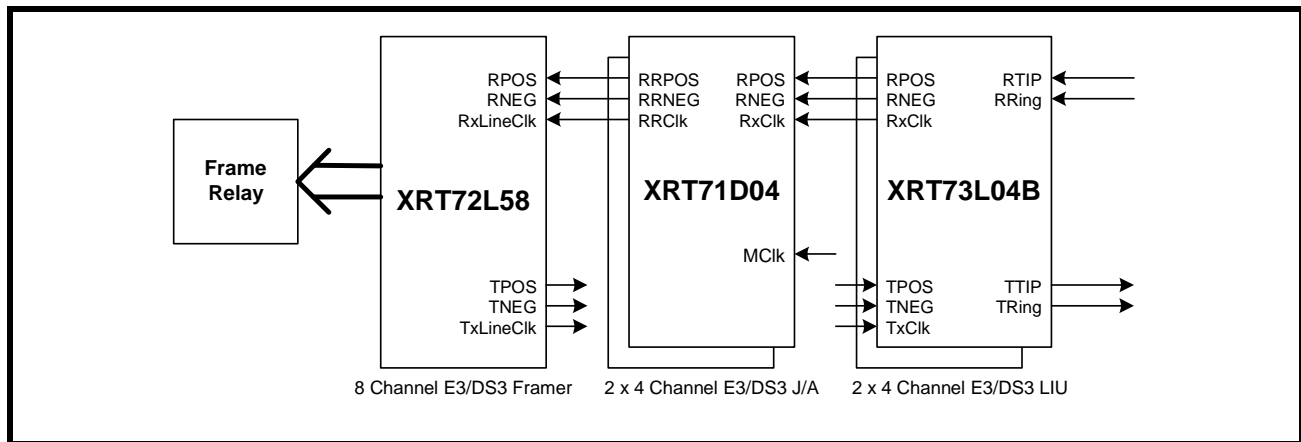 Frame
Relay
RPOS
RNEG
RxLineClk
XRT72L58
TPOS
TNEG
TxLineClk
8 Channel E3/DS3 Framer
RRPOS
RRNEG
RRClk
RPOS
RNEG
RxClk
XRT71D04
MClk
2 x 4 Channel E3/DS3 J/A
RPOS
RNEG
RxClk
RTIP
RRing
XRT73L04B
TPOS
TNEG
TxClk
TTIP
TRing
2 x 4 Channel E3/DS3 LIU